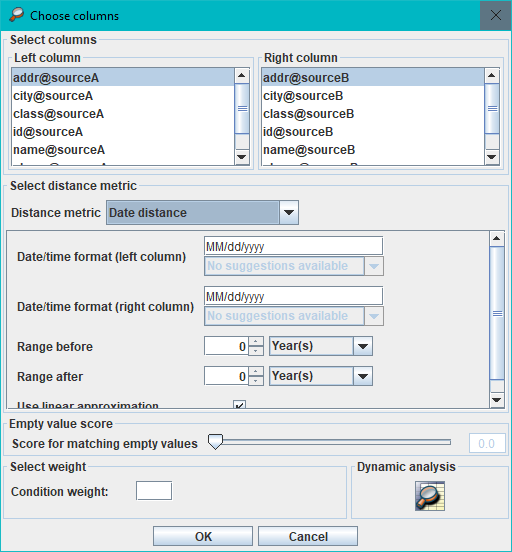 Choose columns
Select columns
Left column
addr@sourceA
city@sourceA
class@sourceA
id@sourceA
name@sourceA
Right column
addr@sourceB
city@sourceB
class@sourceB
id@sourceB
name@sourceB
Select distance metric
Distance metric Date distance
Date/time format (left column) MM/dd/yyyy
No suggestions available
Date/time format (right column) MM/dd/yyyy
No suggestions available
Range before 0 Year(s)
Range after 0 Year(s)
Use linear approximation
Empty value score
Score for matching empty values 0.0
Select weight
Condition weight:
Dynamic analysis
OK Cancel